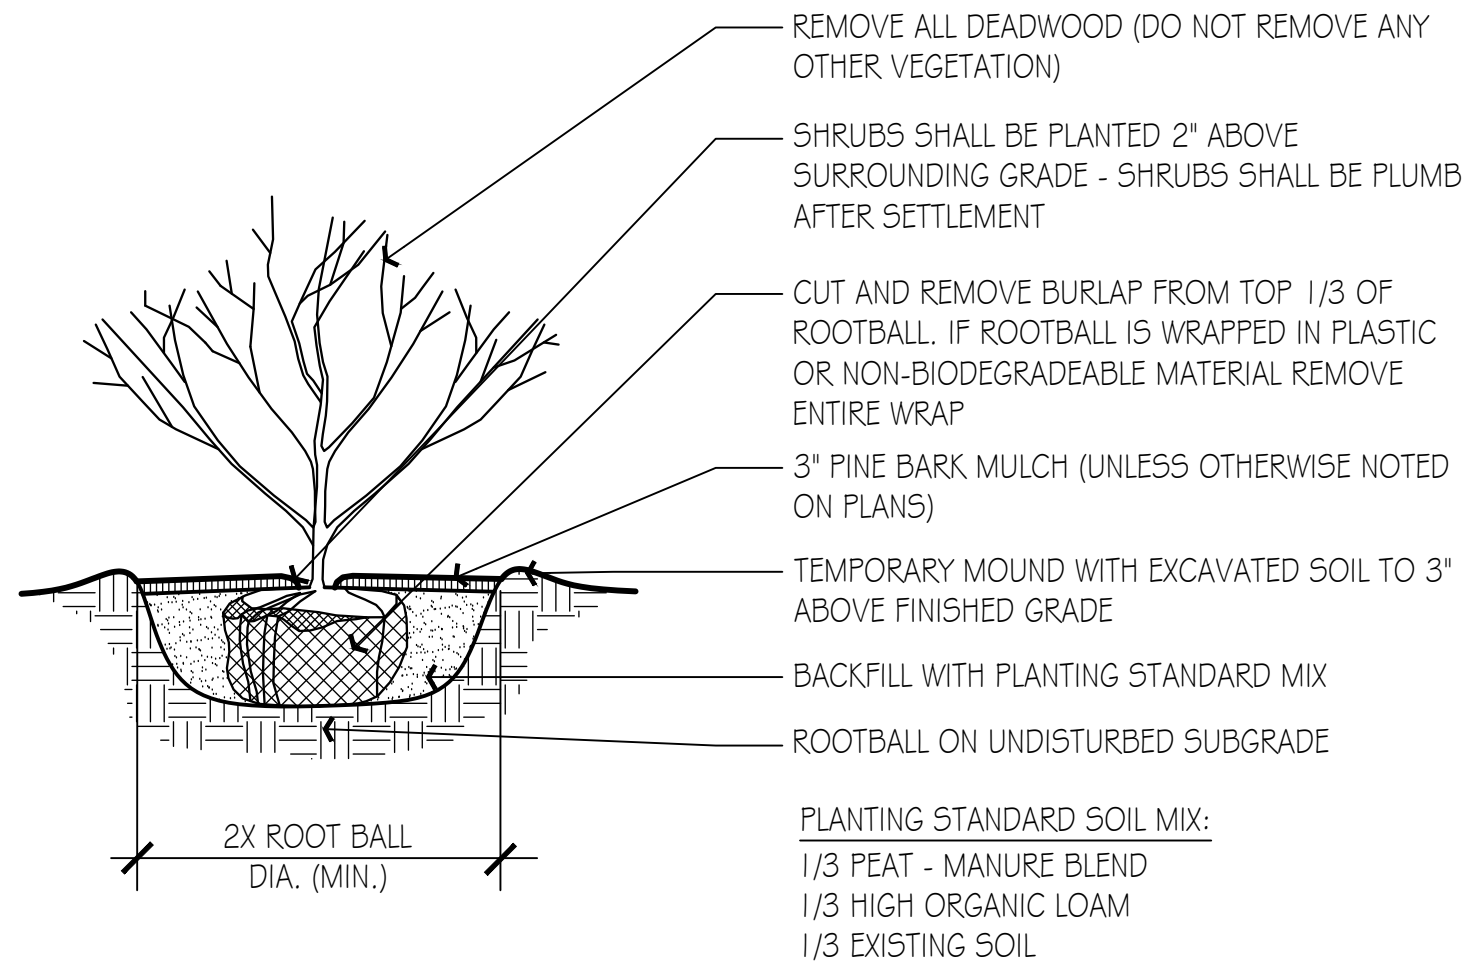 REMOVE ALL DEADWOOD (DO NOT REMOVE ANY
OTHER VEGETATION)
SHRUBS SHALL BE PLANTED 2" ABOVE
SURROUNDING GRADE - SHRUBS SHALL BE PLUMB
AFTER SETTLEMENT
CUT AND REMOVE BURLAP FROM TOP 1/3 OF
ROOTBALL. IF ROOTBALL IS WRAPPED IN PLASTIC
OR NON-BIODEGRADEABLE MATERIAL REMOVE
ENTIRE WRAP
3" PINE BARK MULCH (UNLESS OTHERWISE NOTED
ON PLANS)
TEMPORARY MOUND WITH EXCAVATED SOIL TO 3"
ABOVE FINISHED GRADE
BACKFILL WITH PLANTING STANDARD MIX
ROOTBALL ON UNDISTURBED SUBGRADE
2X ROOT BALL
DIA. (MIN.)
PLANTING STANDARD SOIL MIX:
1/3 PEAT - MANURE BLEND
1/3 HIGH ORGANIC LOAM
1/3 EXISTING SOIL